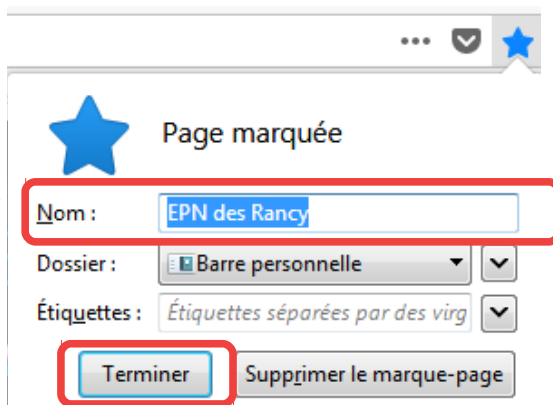 Page marquée
Nom : EPN des Rancy
Dossier : Barre personnelle
Étiquettes : Étiquettes séparées par des virg
Terminer Supprimer le marque-page